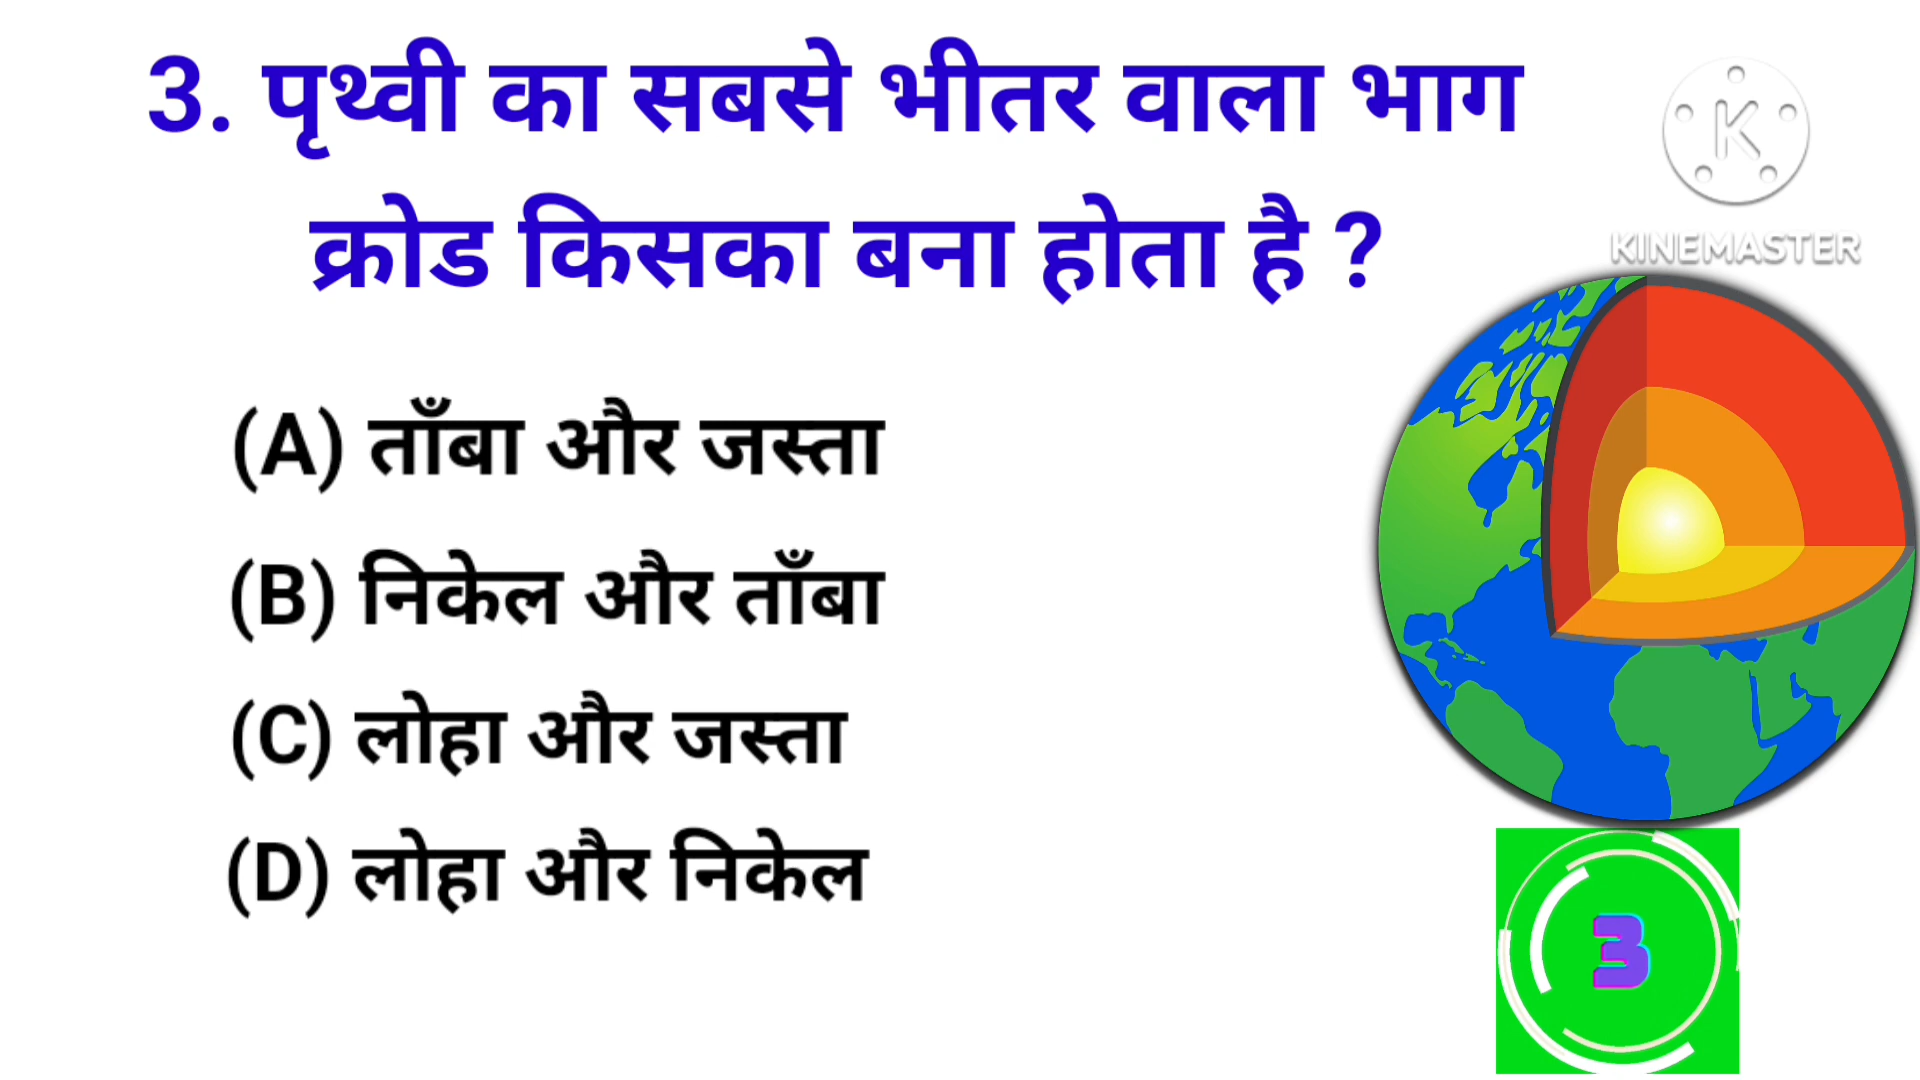 3. पृथ्वी का सबसे भीतर वाला भाग
क्रोड किसका बना होता है ?
K
KINEMASTER
(A) ताँबा और जस्ता
(B) निकेल और ताँबा
(C) लोहा और जस्ता
(D) लोहा और निकेल
3